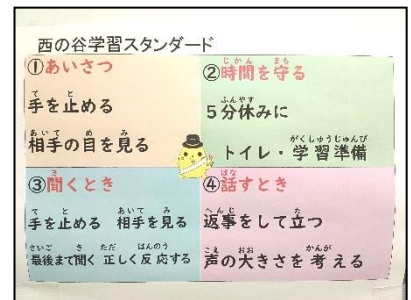 西の谷学習スタンダード
①あいさつ
手を止める
相手の目を見る
②時間を守る
5分休みに
トイレ・学習準備
③聞くとき
手を止める 相手を見る
最後まで聞く 正しく反応する
④話すとき
返事をして立つ
声の大きさを考える